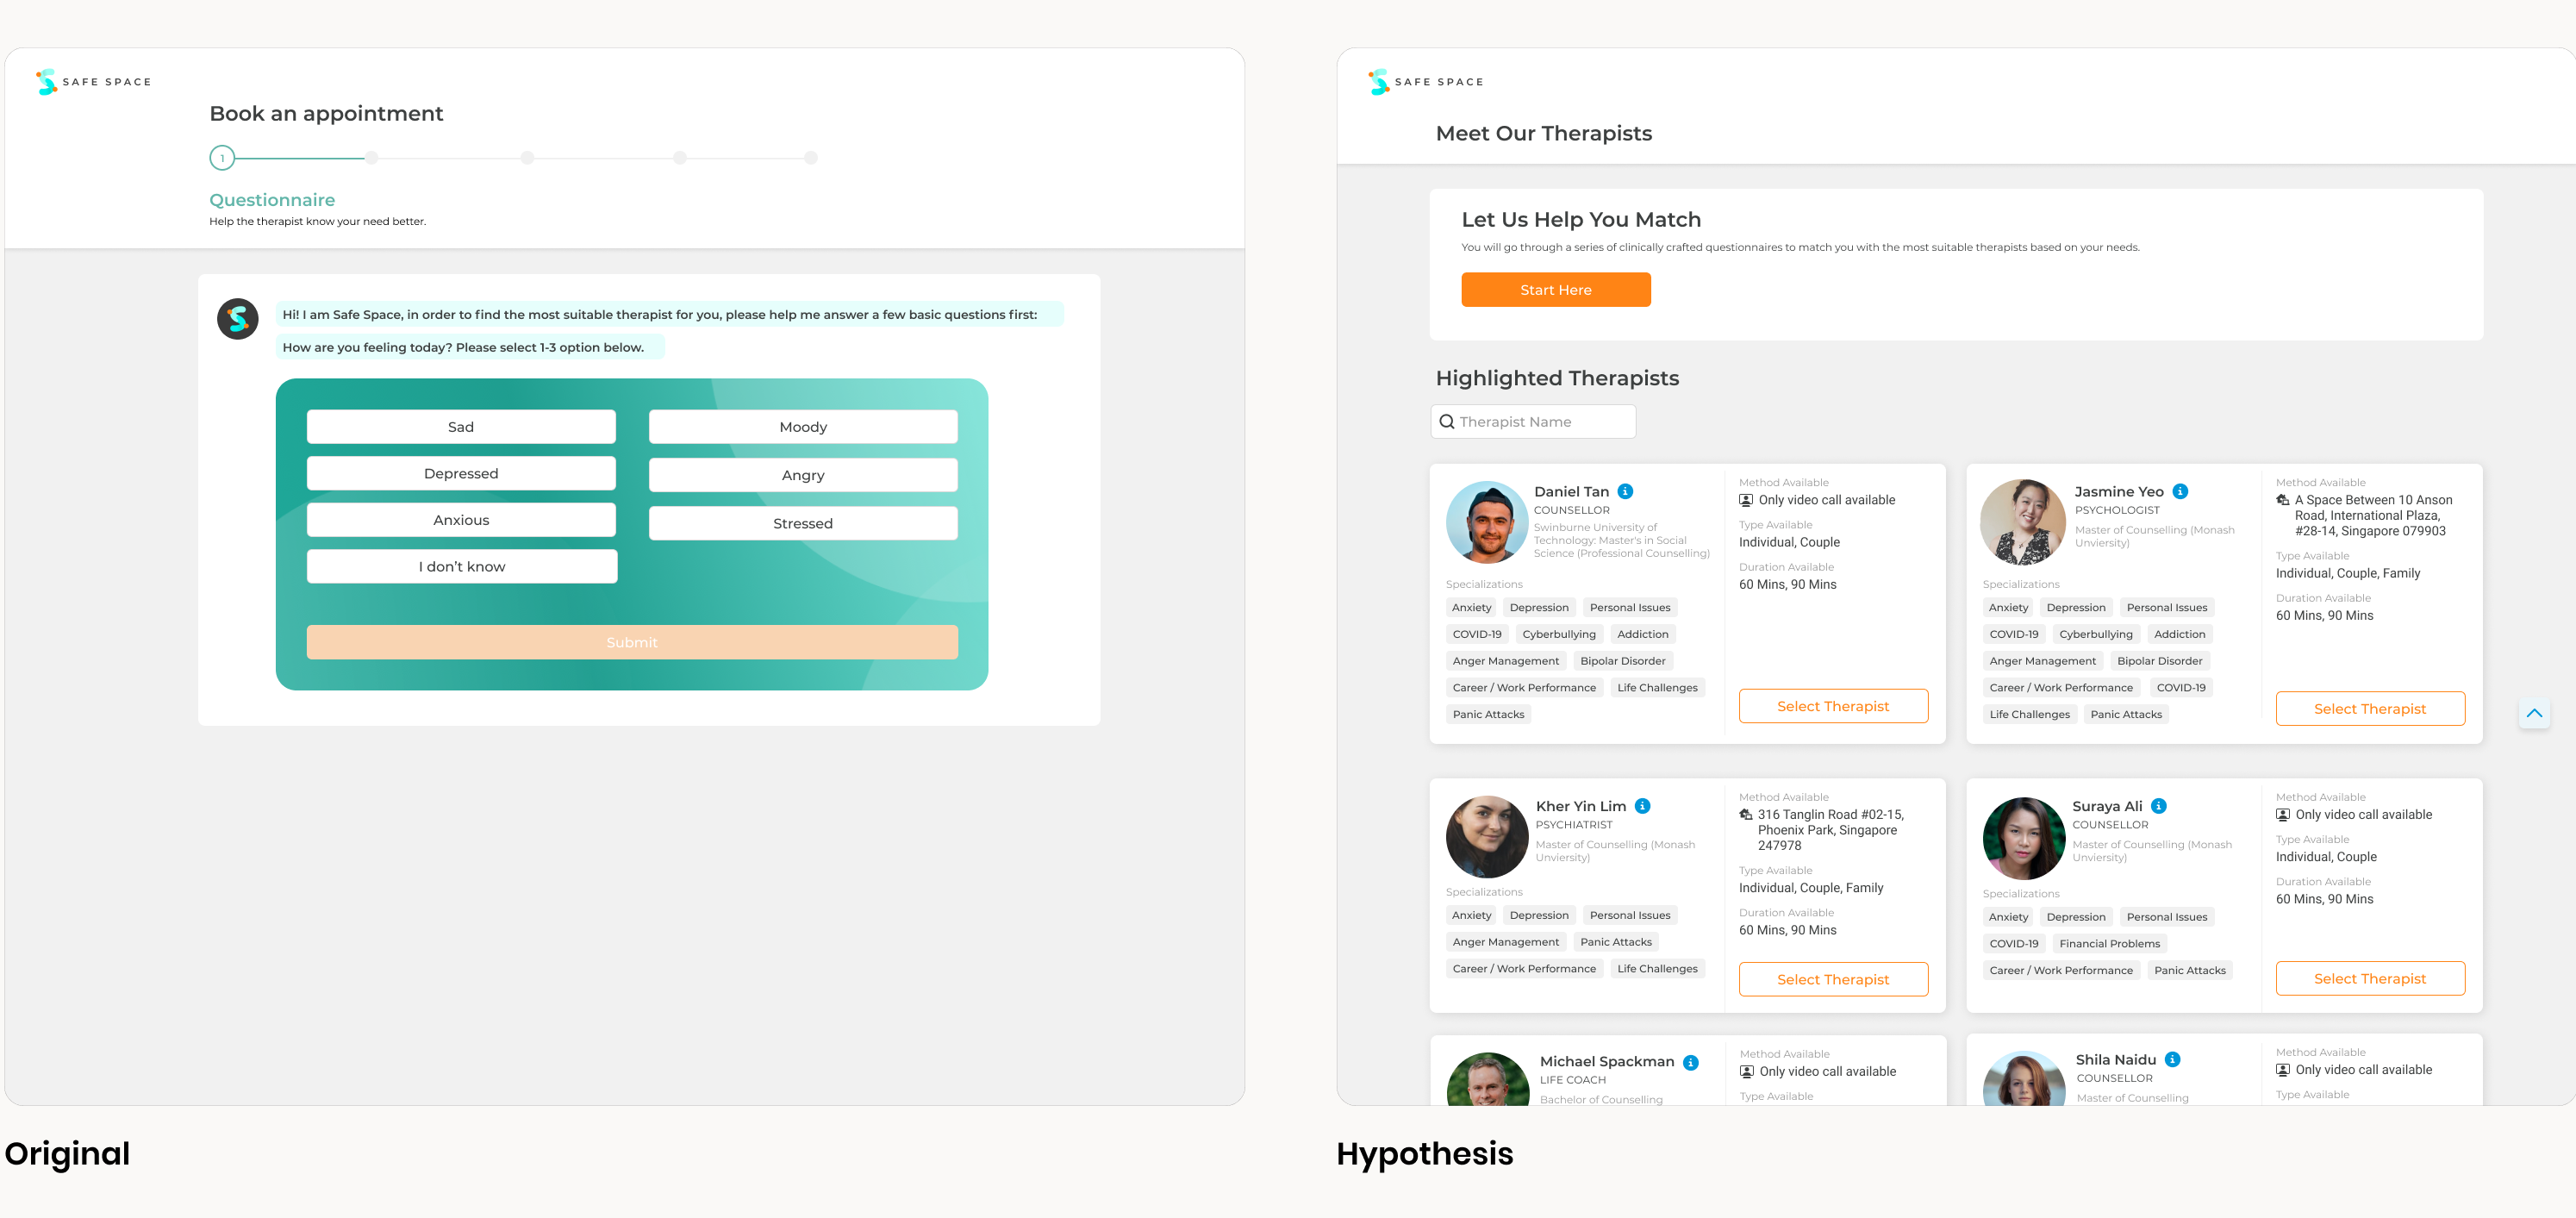 SAFE SPACE
Book an appointment
1
Questionnaire
Help the therapist know your need better.
Hi! I am Safe Space, in order to find the most suitable therapist for you, please help me answer a few basic questions first:
How are you feeling today? Please select 1-3 option below.
Sad
Moody
Depressed
Angry
Anxious
Stressed
I don't know
Submit
Original
SAFE SPACE
Meet Our Therapists
Let Us Help You Match
You will go through a series of clinically crafted questionnaires to match you with the most suitable therapists based on your needs.
Start Here
Highlighted Therapists
Therapist Name
Daniel Tan
COUNSELLOR
Swinburne University of
Technology: Master's in Social
Science (Professional Counselling)
Specializations
Anxiety Depression Personal Issues
COVID-19 Cyberbullying Addiction
Anger Management Bipolar Disorder
Career / Work Performance Life Challenges
Panic Attacks
Method Available
Only video call available
Type Available
Individual, Couple
Duration Available
60 Mins, 90 Mins
Select Therapist
Jasmine Yeo
PSYCHOLOGIST
Master of Counselling (Monash
Unviersity)
Specializations
Anxiety Depression Personal Issues
COVID-19 Cyberbullying Addiction
Anger Management Bipolar Disorder
Career / Work Performance COVID-19
Life Challenges Panic Attacks
Method Available
A Space Between 10 Anson
Road, International Plaza,
#28-14, Singapore 079903
Type Available
Individual, Couple, Family
Duration Available
60 Mins, 90 Mins
Select Therapist
Kher Yin Lim
PSYCHIATRIST
Master of Counselling (Monash
Unviersity)
Specializations
Anxiety Depression Personal Issues
Anger Management Panic Attacks
Career / Work Performance Life Challenges
Method Available
316 Tanglin Road #02-15,
Phoenix Park, Singapore
247978
Type Available
Individual, Couple, Family
Duration Available
60 Mins, 90 Mins
Select Therapist
Suraya Ali
COUNSELLOR
Master of Counselling (Monash
Unviersity)
Specializations
Anxiety Depression Personal Issues
COVID-19 Financial Problems
Career / Work Performance Panic Attacks
Method Available
Only video call available
Type Available
Individual, Couple
Duration Available
60 Mins, 90 Mins
Select Therapist
Michael Spackman
LIFE COACH
Bachelor of Counselling
Method Available
Only video call available
Type Available
Shila Naidu
COUNSELLOR
Master of Counselling
Method Available
Only video call available
Type Available
Hypothesis